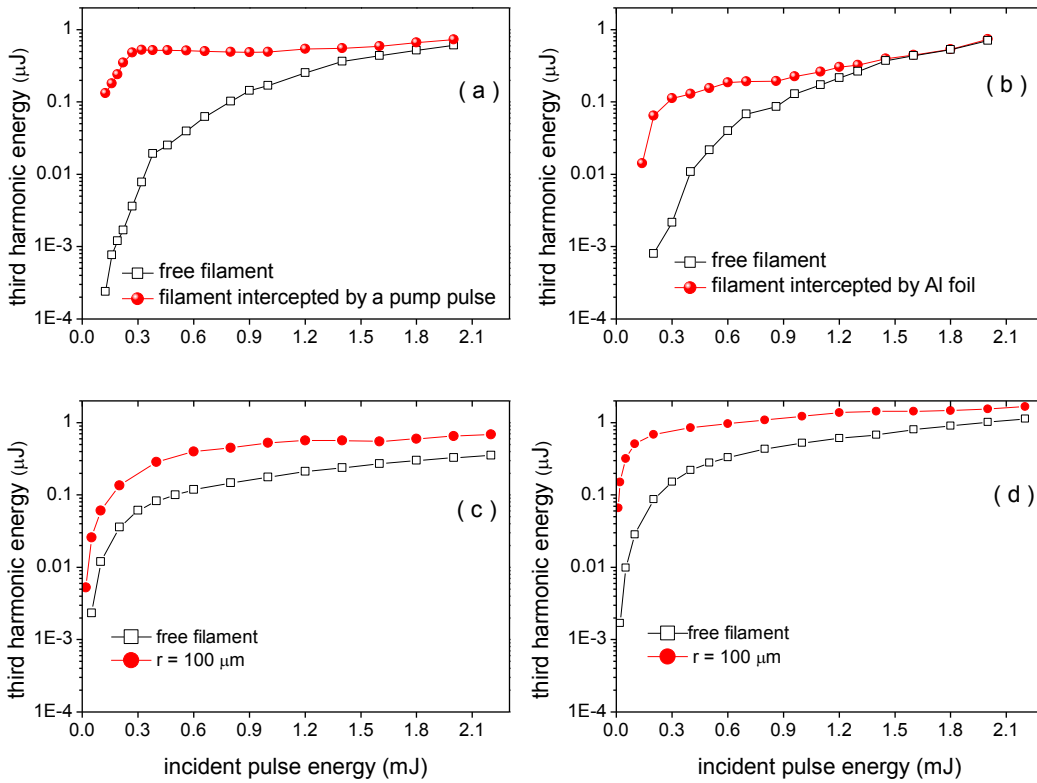 ( a )
third harmonic energy (μJ)
1
0.1
0.01
1E-3
1E-4
free filament
filament intercepted by a pump pulse
0.0 0.3 0.6 0.9 1.2 1.5 1.8 2.1
( b )
third harmonic energy (μJ)
1
0.1
0.01
1E-3
1E-4
free filament
filament intercepted by Al foil
0.0 0.3 0.6 0.9 1.2 1.5 1.8 2.1
( c )
third harmonic energy (μJ)
1
0.1
0.01
1E-3
1E-4
free filament
r = 100 μm
0.0 0.3 0.6 0.9 1.2 1.5 1.8 2.1
incident pulse energy (mJ)
( d )
third harmonic energy (μJ)
1
0.1
0.01
1E-3
1E-4
free filament
r = 100 μm
0.0 0.3 0.6 0.9 1.2 1.5 1.8 2.1
incident pulse energy (mJ)